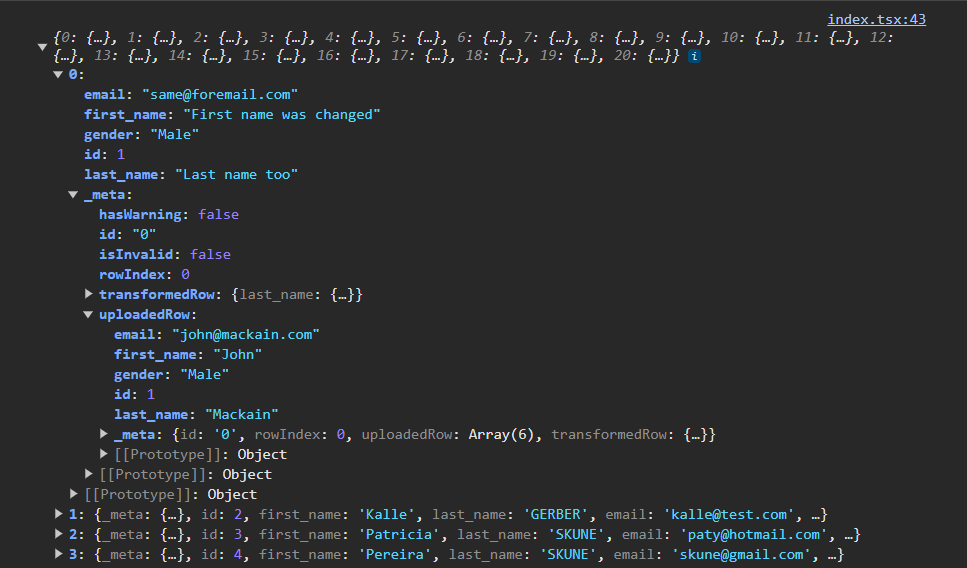 index.tsx:43
{0: {…}, 1: {…}, 2: {…}, 3: {…}, 4: {…}, 5: {…}, 6: {…}, 7: {…}, 8: {…}, 9: {…}, 10: {…}, 11: {…}, 12:
{…}, 13: {…}, 14: {…}, 15: {…}, 16: {…}, 17: {…}, 18: {…}, 19: {…}, 20: {…}} i
0:
email: "same@foremail.com"
first_name: "First name was changed"
gender: "Male"
id: 1
last_name: "Last name too"
_meta:
hasWarning: false
id: "0"
isInvalid: false
rowIndex: 0
transformedRow: {last_name: {…}}
uploadedRow:
email: "john@mackain.com"
first_name: "John"
gender: "Male"
id: 1
last_name: "Mackain"
_meta: {id: '0', rowIndex: 0, uploadedRow: Array(6), transformedRow: {…}}
[[Prototype]]: Object
[[Prototype]]: Object
[[Prototype]]: Object
1: {_meta: {…}, id: 2, first_name: 'Kalle', last_name: 'GERBER', email: 'kalle@test.com', …}
2: {_meta: {…}, id: 3, first_name: 'Patricia', last_name: 'SKUNE', email: 'paty@hotmail.com', …}
3: {_meta: {…}, id: 4, first_name: 'Pereira', last_name: 'SKUNE', email: 'skune@gmail.com', …}